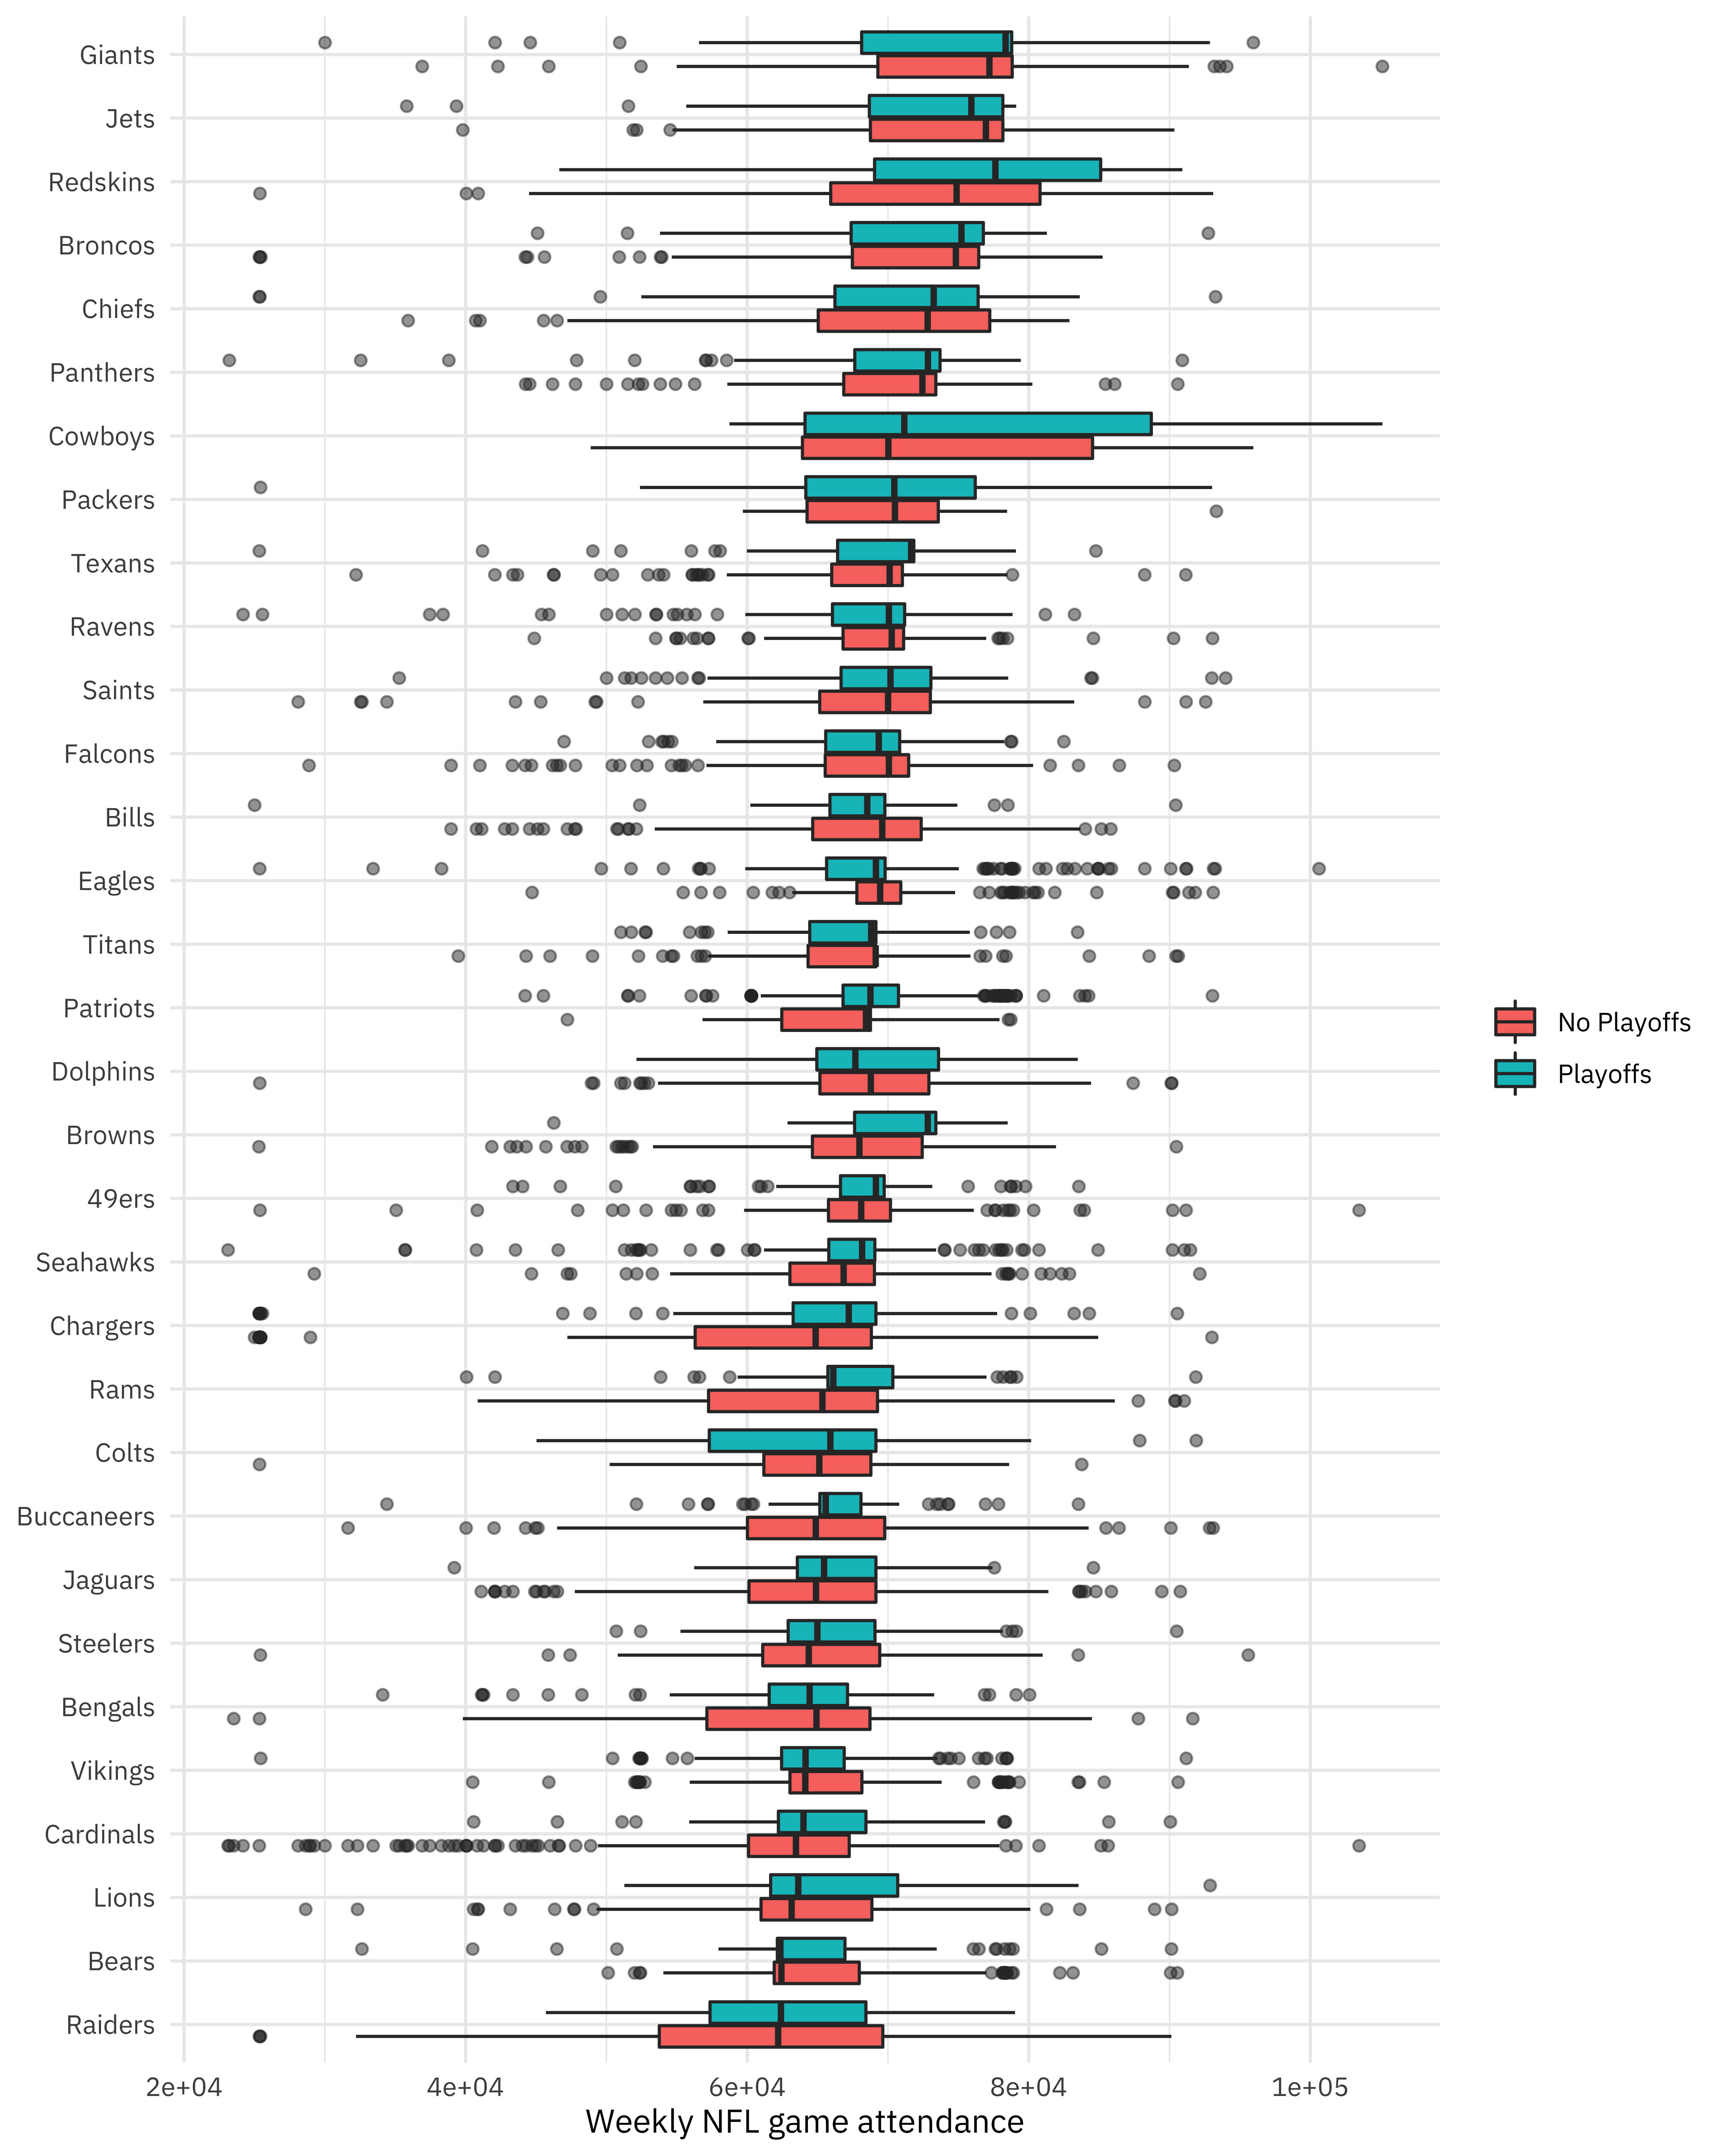 Giants
Jets
Redskins
Broncos
Chiefs
Panthers
Cowboys
Packers
Texans
Ravens
Saints
Falcons
Bills
Eagles
Titans
Patriots
Dolphins
Browns
49ers
Seahawks
Chargers
Rams
Colts
Buccaneers
Jaguars
Steelers
Bengals
Vikings
Cardinals
Lions
Bears
Raiders
2e+04 4e+04 6e+04 8e+04 1e+05
Weekly NFL game attendance
No Playoffs
Playoffs